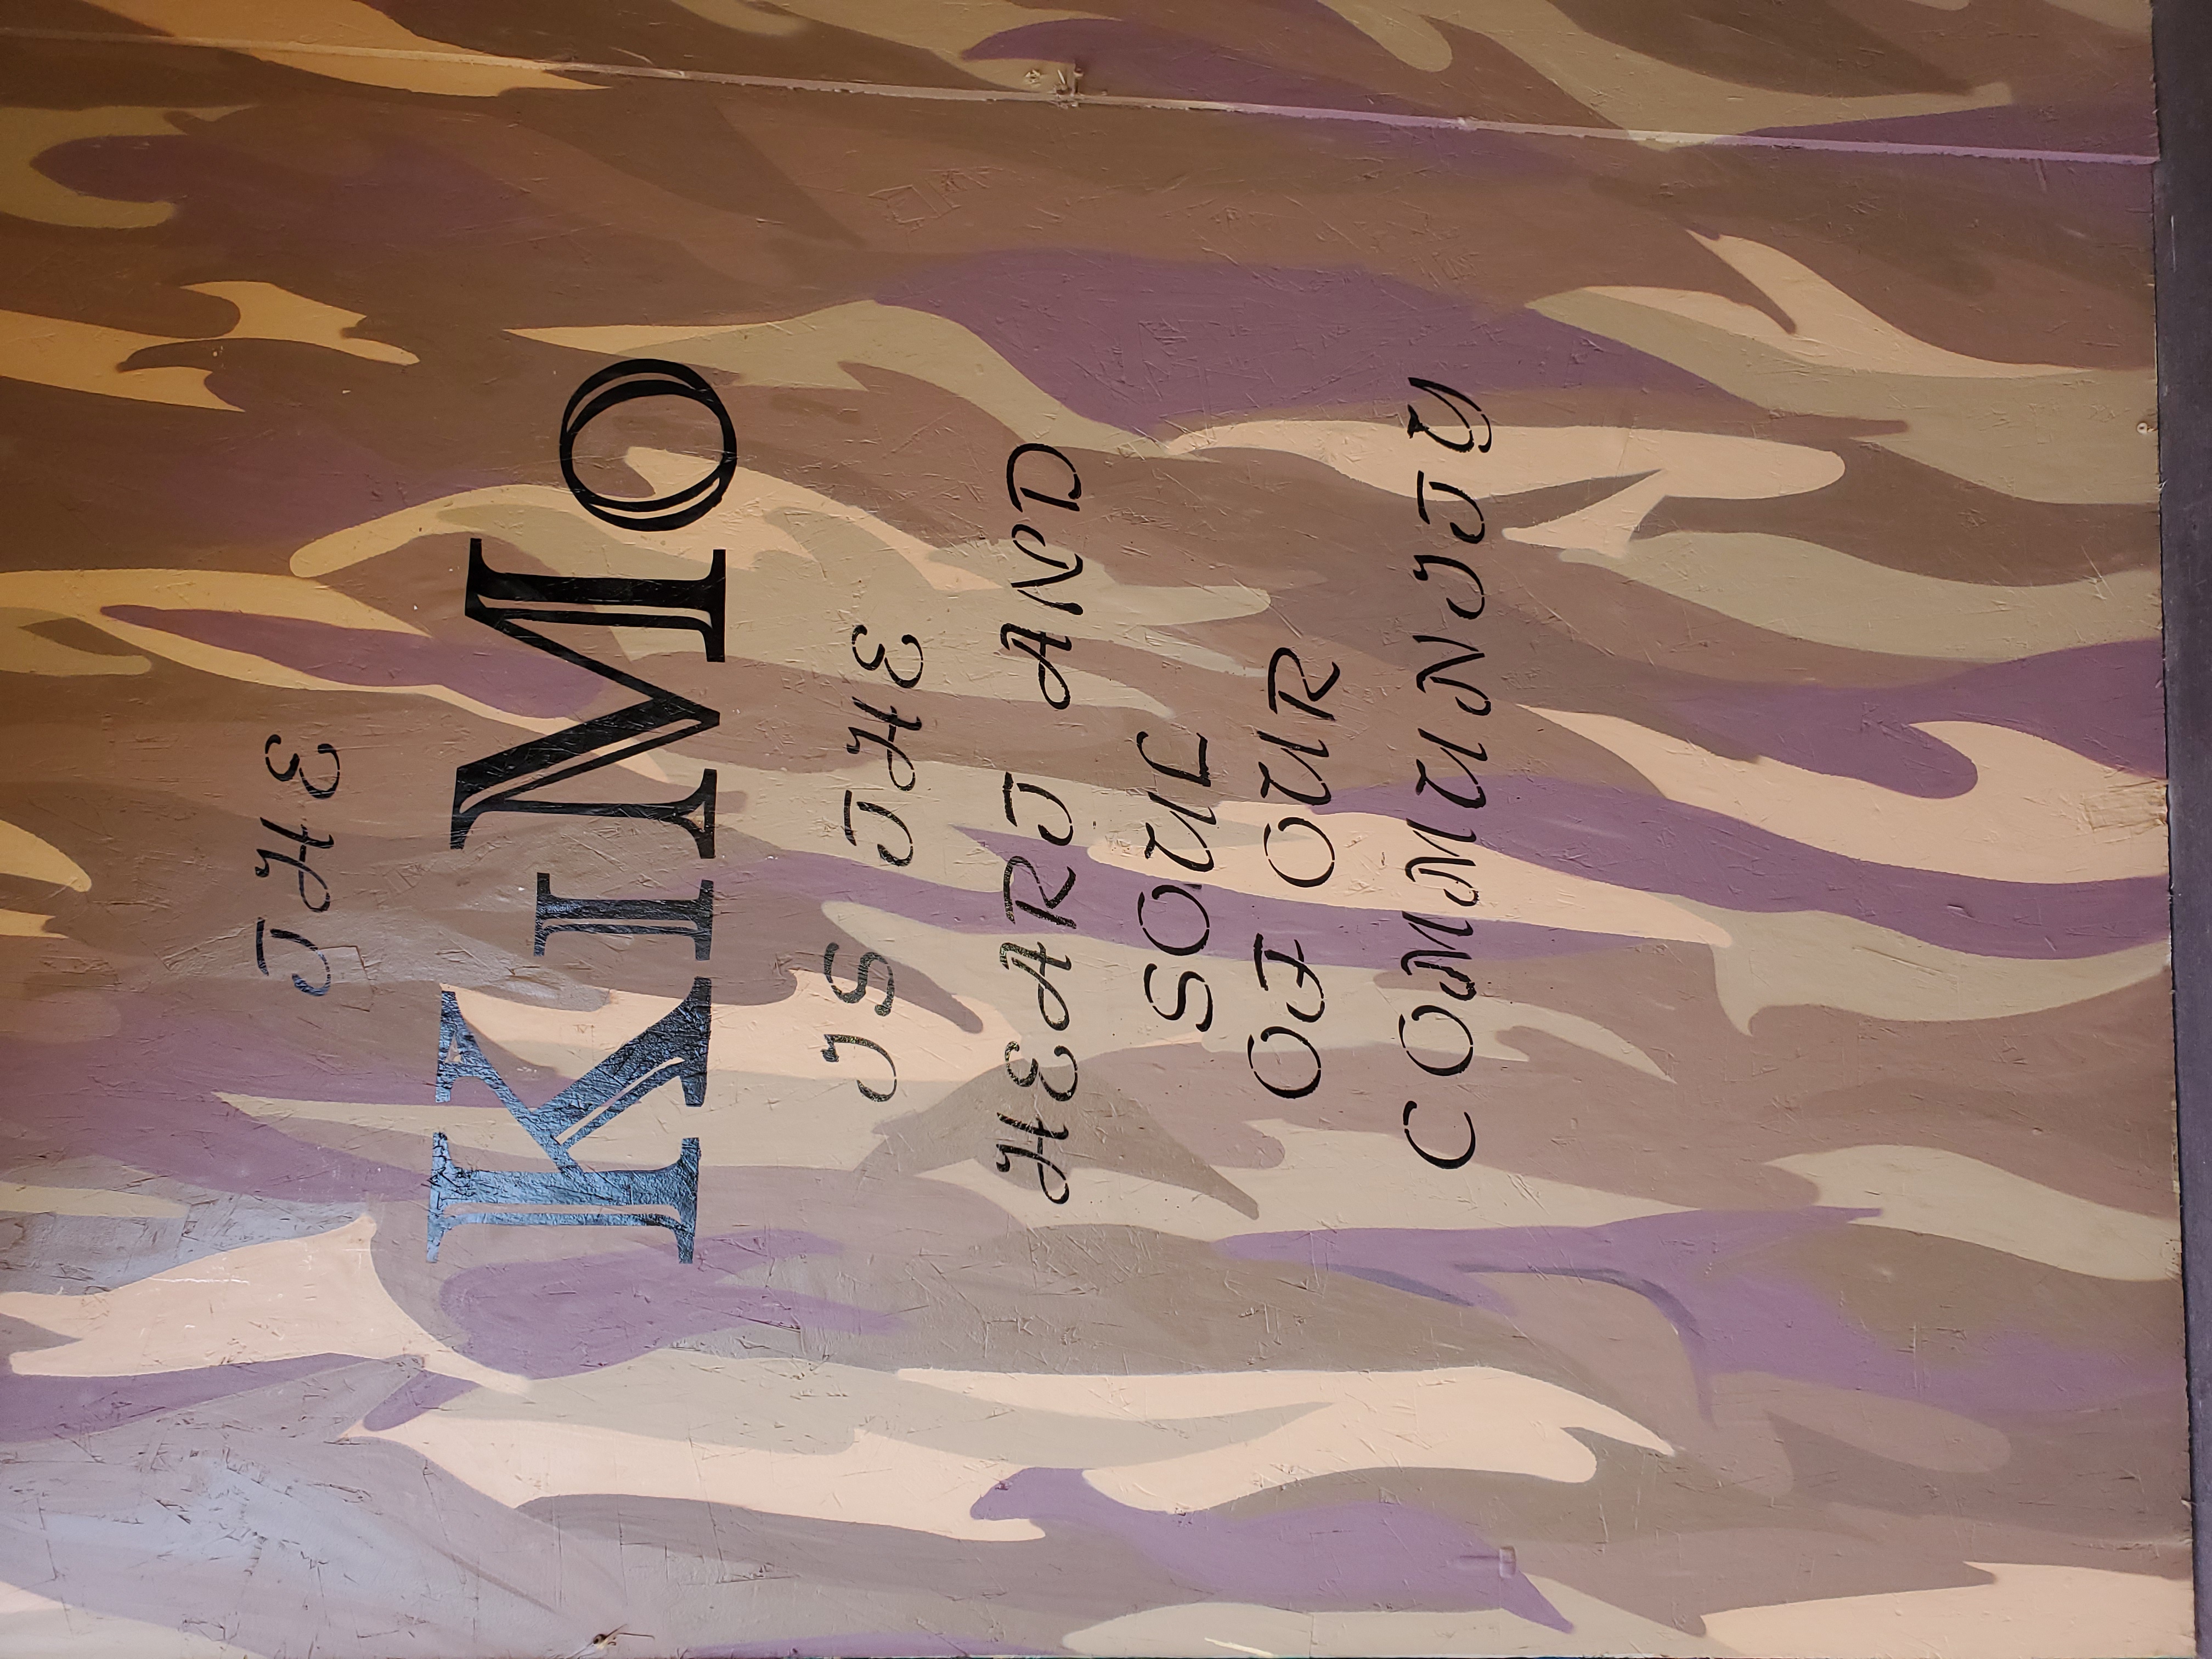 THE
KiMo
IS THE
HEART AND
SOUL
OF OUR
COMMUNITY